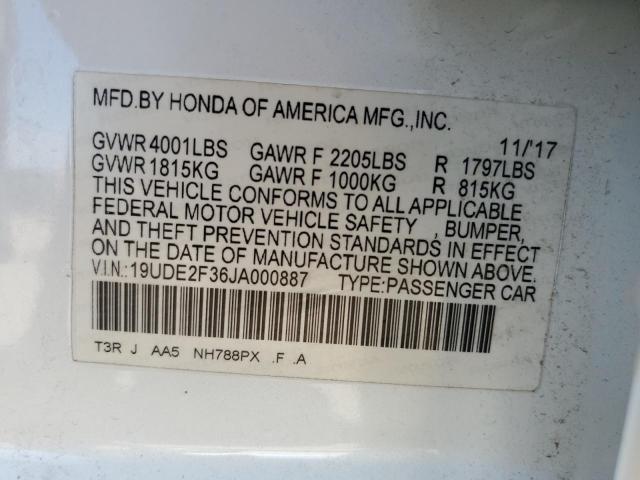 MFD.BY HONDA OF AMERICA MFG.,INC.
GVWR 4001LBS GAWR F 2205LBS R 1797LBS 11/'17
GVWR 1815KG GAWR F 1000KG R 815KG
THIS VEHICLE CONFORMS TO ALL APPLICABLE
FEDERAL MOTOR VEHICLE SAFETY , BUMPER,
AND THEFT PREVENTION STANDARDS IN EFFECT
ON THE DATE OF MANUFACTURE SHOWN ABOVE.
V.I.N.: 19UDE2F36JA000887 TYPE:PASSENGER CAR
T3R J AA5 NH788PX .F .A